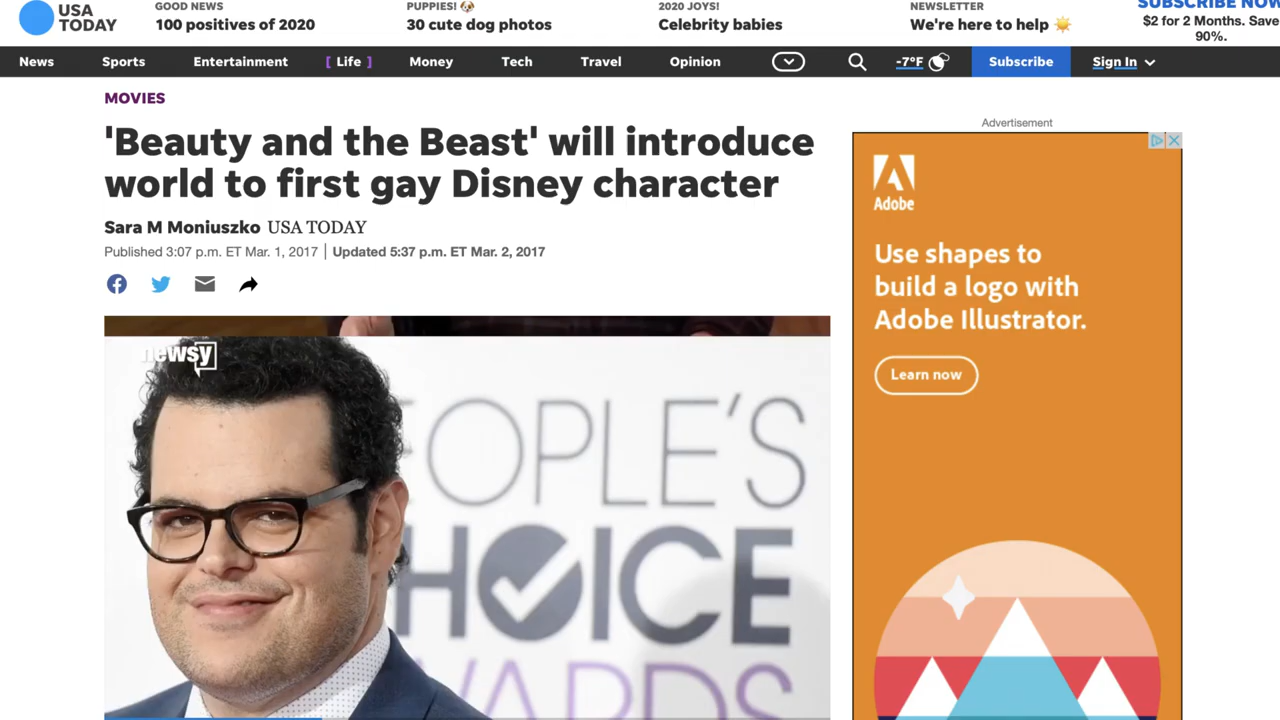 USA
TODAY
GOOD NEWS
100 positives of 2020
PUPPIES! 🐶
30 cute dog photos
2020 JOYS!
Celebrity babies
NEWSLETTER
We're here to help ☀️
SUBSCRIBE NOW
$2 for 2 Months. Save
90%.
News Sports Entertainment [ Life ] Money Tech Travel Opinion -7°F Subscribe Sign In
MOVIES
'Beauty and the Beast' will introduce
world to first gay Disney character
Sara M Moniuszko USA TODAY
Published 3:07 p.m. ET Mar. 1, 2017 | Updated 5:37 p.m. ET Mar. 2, 2017
newsy
EOPLE'S
HOICE
WARDS
Advertisement
Adobe
Use shapes to
build a logo with
Adobe Illustrator.
Learn now